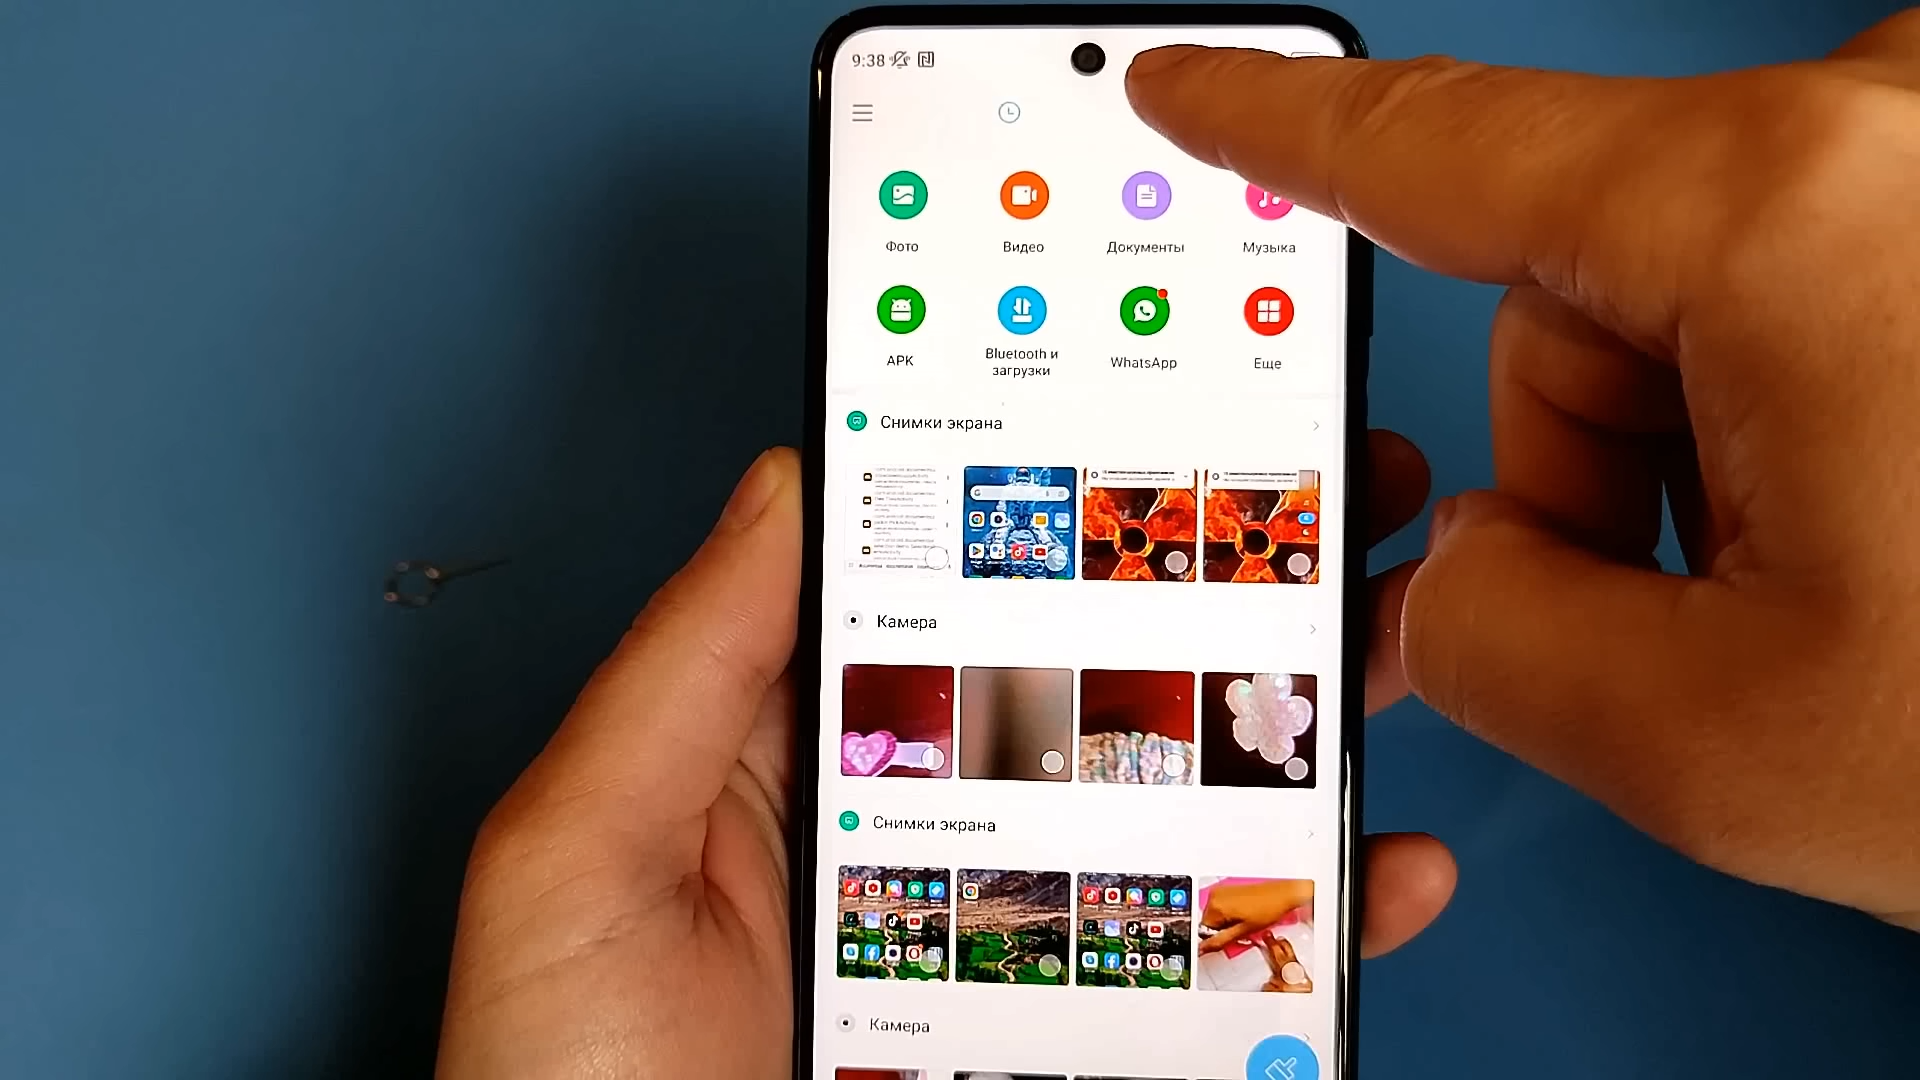 9:38
Фото
Видео
Документы
Музыка
APK
Bluetooth и
загрузки
WhatsApp
Еще
Снимки экрана
Камера
Снимки экрана
Камера